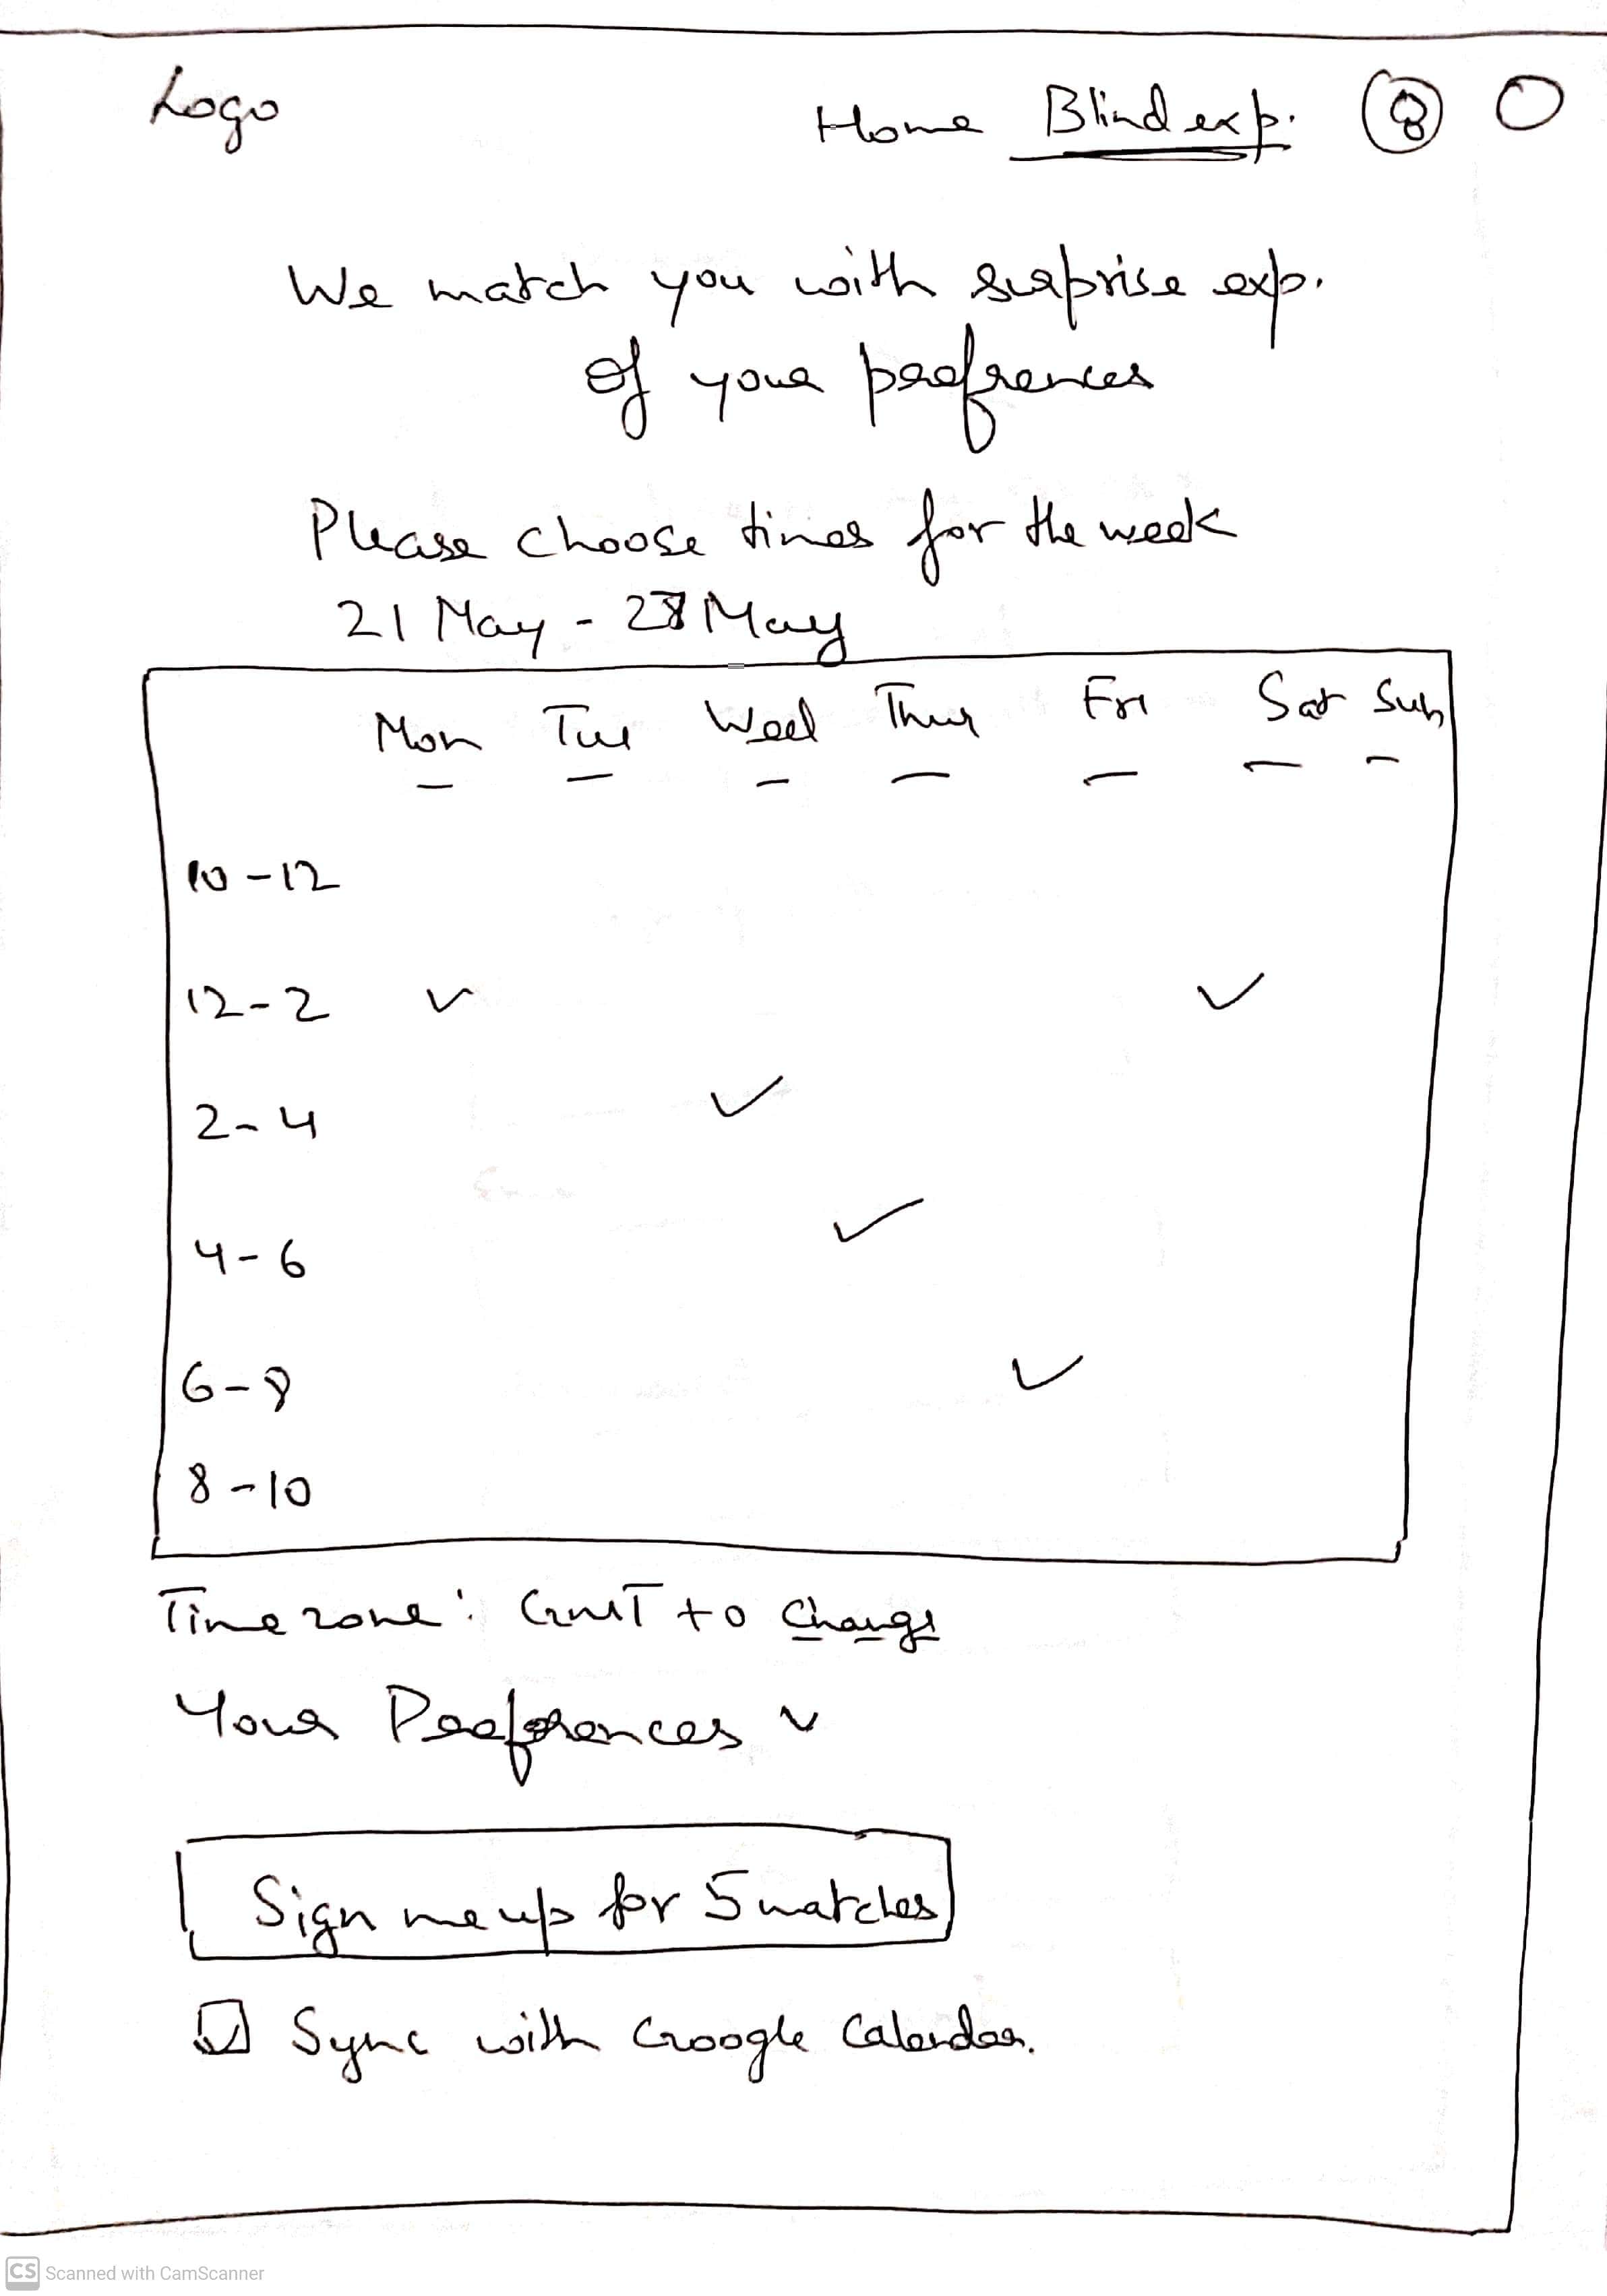 Logo Home Blind exp.
We match you with surprise exp.
of your prefrences
Please choose times for the week
21 May - 28 May
Mon Tue Wed Thur Fri Sat Sun
10-12
12-2
2-4
4-6
6-8
8-10
Time zone: GMT to change
Your Preferences
Sign me up for 5 matches
Sync with Google Calendar.
CS Scanned with CamScanner